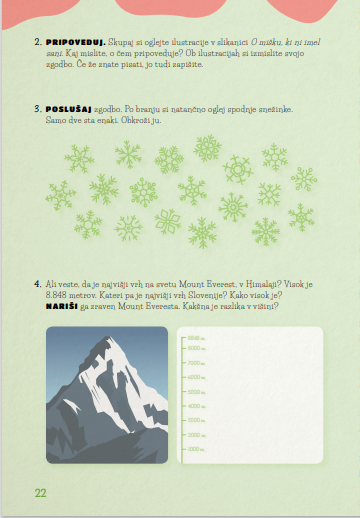 2. PRIPOVEDUJ. Skupaj si oglejte ilustracije v slikanici O mišku, ki ni imel
sani. Kaj mislite, o čem pripoveduje? Ob ilustracijah si izmislite svojo
zgodbo. Če že znate pisati, jo tudi zapišite.
3. POSLUŠAJ zgodbo. Po branju si natančno oglej spodnje snežinke.
Samo dve sta enaki. Obkroži ju.
4. Ali veste, da je najvišji vrh na svetu Mount Everest, v Himalaji? Visok je
8.848 metrov. Kateri pa je najvišji vrh Slovenije? Kako visok je?
NARIŠI ga zraven Mount Everesta. Kakšna je razlika v višini?
8848 m
8000 m
7000 m
6000 m
5000 m
4000 m
3000 m
2000 m
1000 m
22